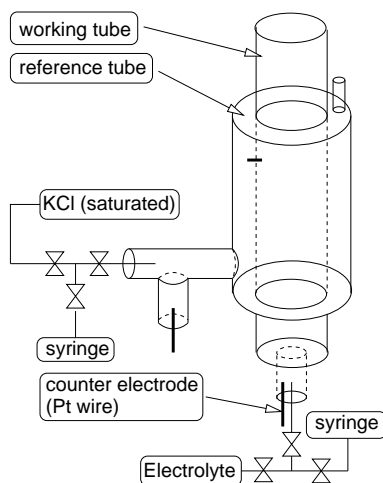 working tube
reference tube
KCl (saturated)
syringe
counter electrode
(Pt wire)
syringe
Electrolyte